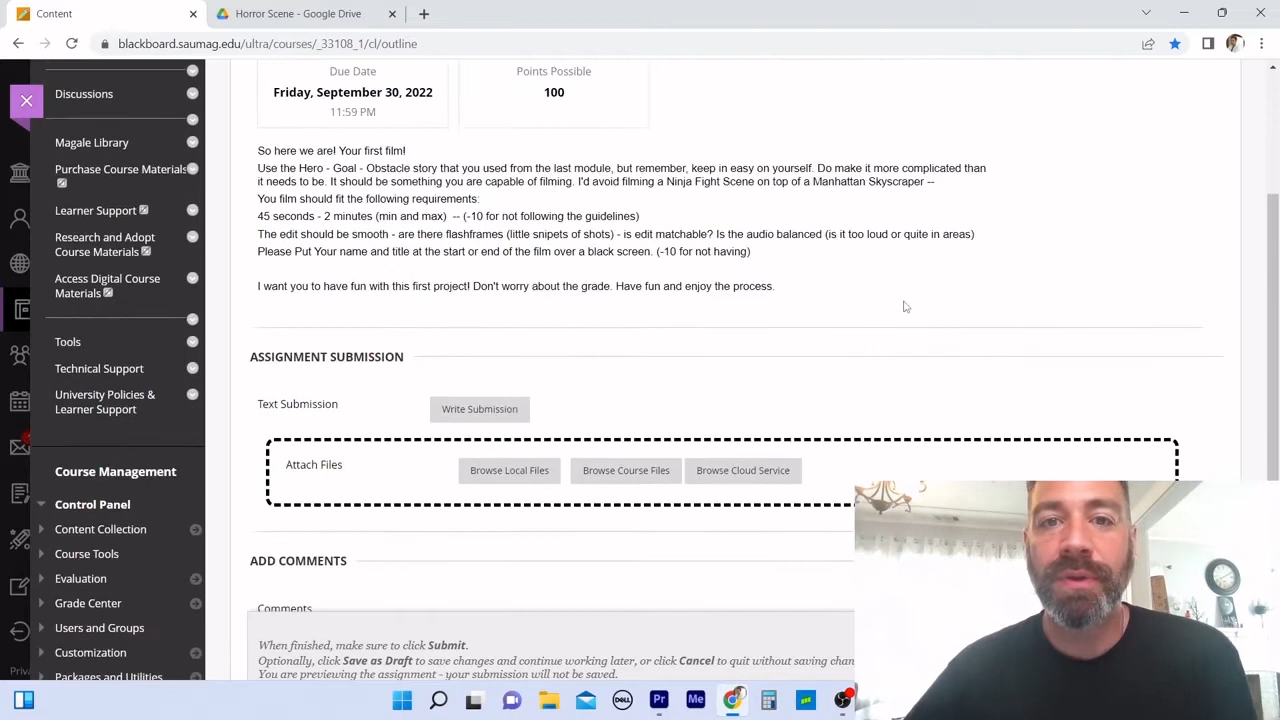 Content
Horror Scene - Google Drive
blackboard.saumag.edu/ultra/courses/_33108_1/cl/outline
Discussions
Magale Library
Purchase Course Materials
Learner Support
Research and Adopt
Course Materials
Access Digital Course
Materials
Tools
Technical Support
University Policies &
Learner Support
Course Management
Control Panel
Content Collection
Course Tools
Evaluation
Grade Center
Users and Groups
Customization
Packages and Utilities
Due Date
Points Possible
Friday, September 30, 2022
100
11:59 PM
So here we are! Your first film!
Use the Hero - Goal - Obstacle story that you used from the last module, but remember, keep in easy on yourself. Do make it more complicated than
it needs to be. It should be something you are capable of filming. I'd avoid filming a Ninja Fight Scene on top of a Manhattan Skyscraper --
You film should fit the following requirements:
45 seconds - 2 minutes (min and max) -- (-10 for not following the guidelines)
The edit should be smooth - are there flashframes (little snipets of shots) - is edit matchable? Is the audio balanced (is it too loud or quite in areas)
Please Put Your name and title at the start or end of the film over a black screen. (-10 for not having)
I want you to have fun with this first project! Don't worry about the grade. Have fun and enjoy the process.
ASSIGNMENT SUBMISSION
Text Submission
Write Submission
Attach Files
Browse Local Files
Browse Course Files
Browse Cloud Service
ADD COMMENTS
Comments
When finished, make sure to click Submit.
Optionally, click Save as Draft to save changes and continue working later, or click Cancel to quit without saving
You are previewing the assignment - your submission will not be saved.
DELL
Pr
Me